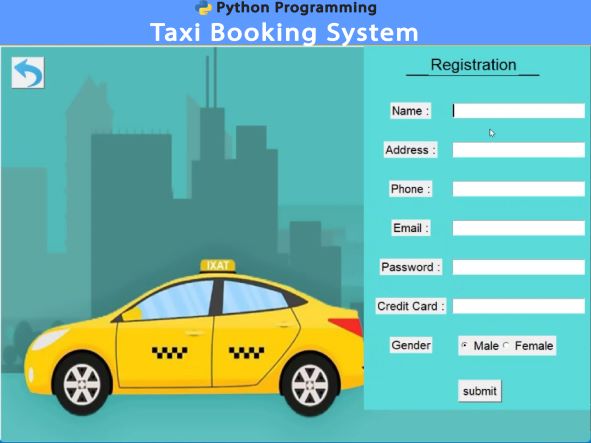 Python Programming
Taxi Booking System
Registration
Name :
Address :
Phone :
Email :
Password :
Credit Card :
Gender
Male Female
submit
IXAT